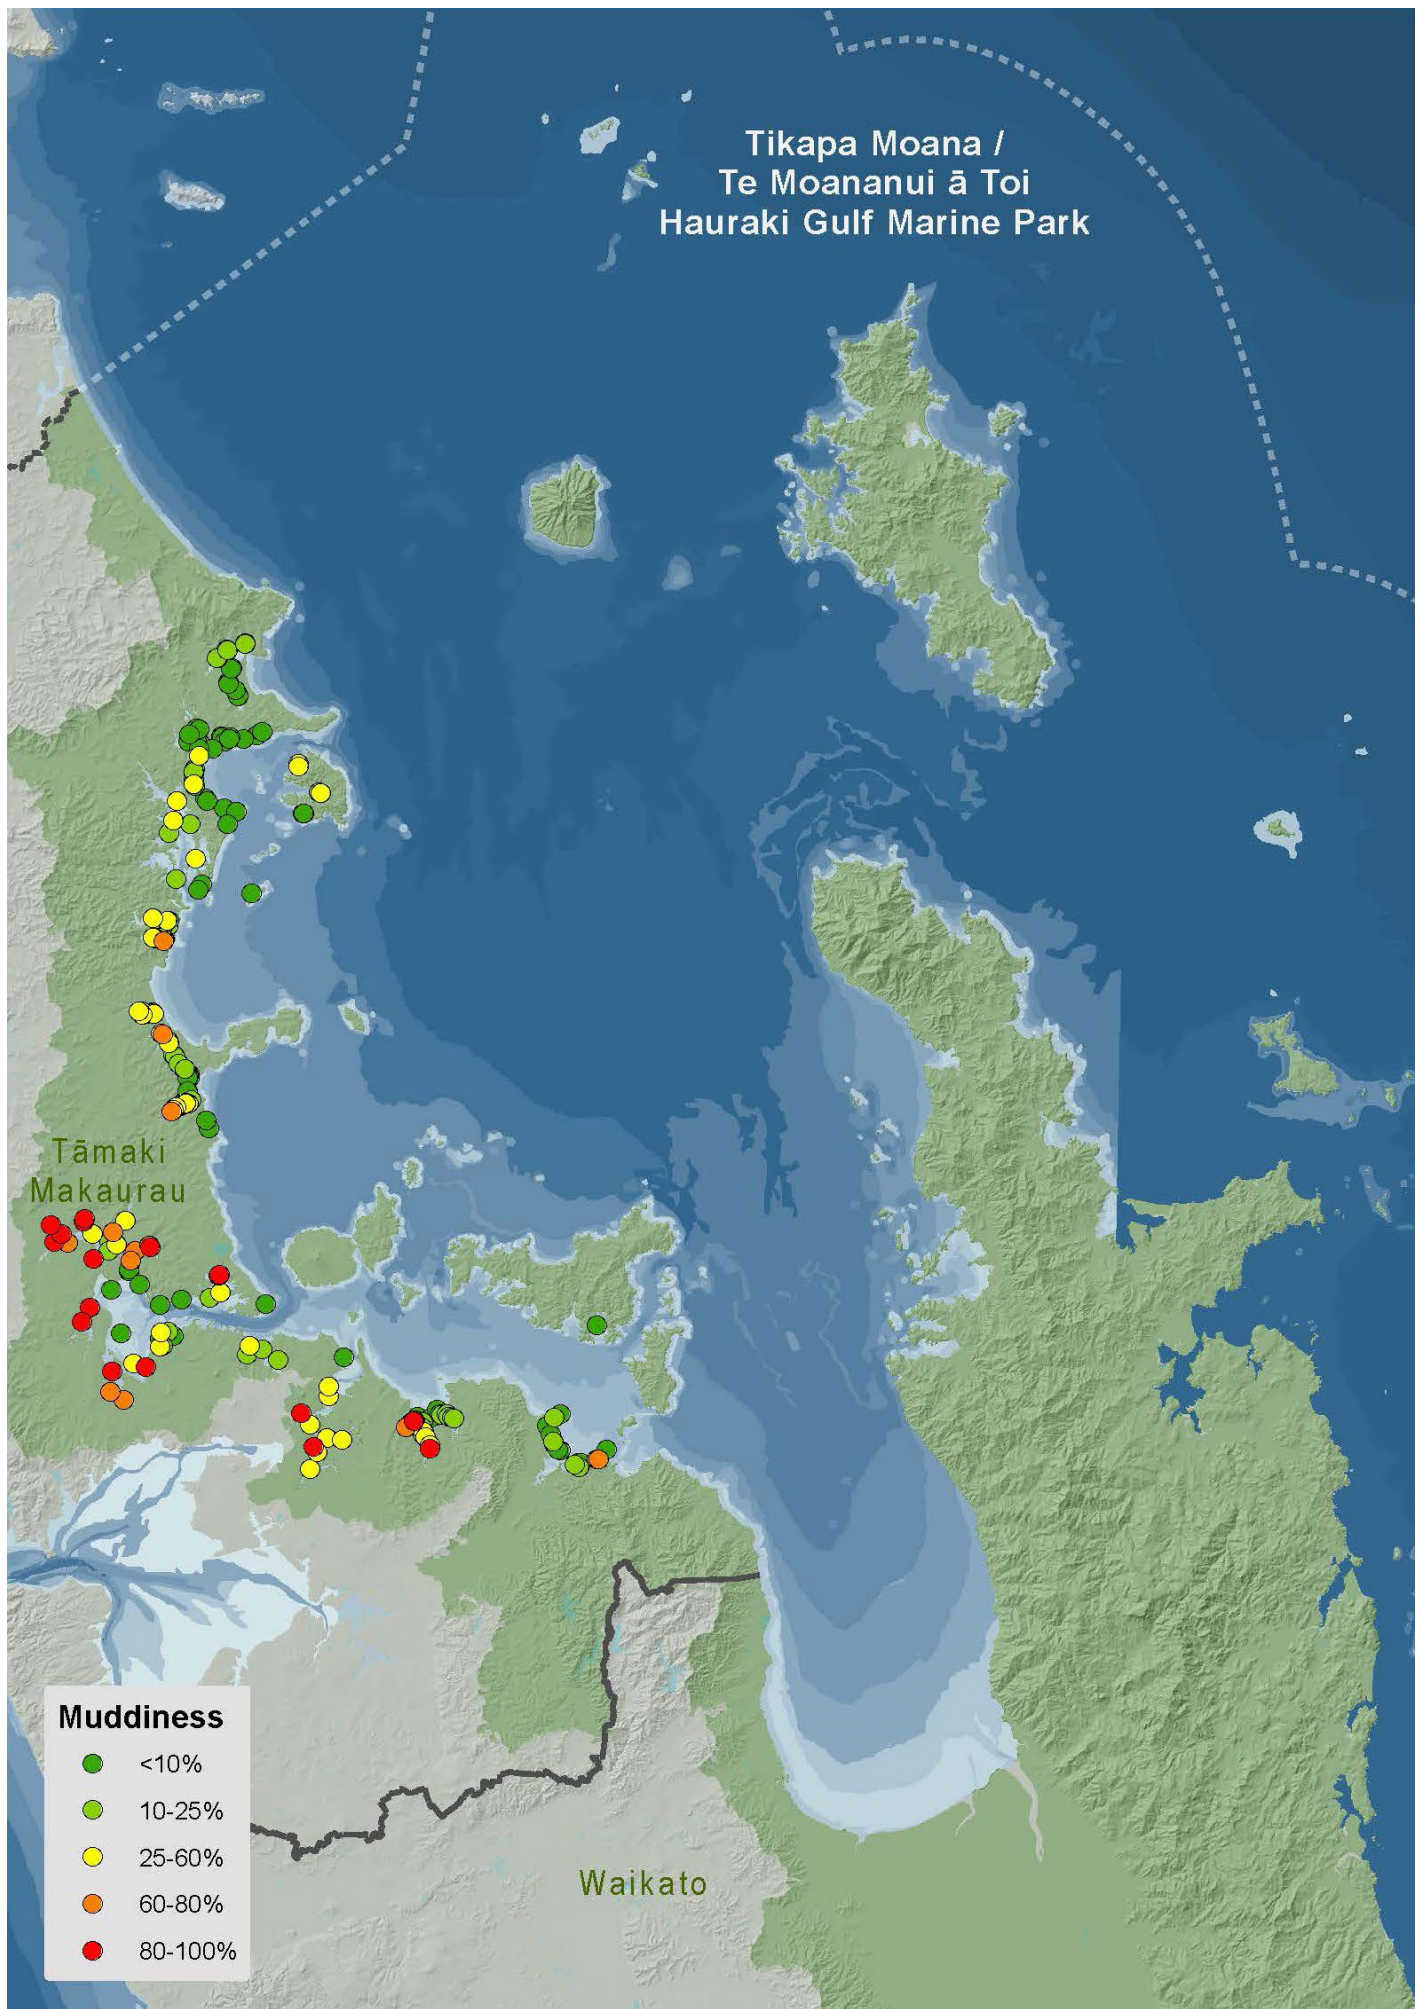 Tikapa Moana /
Te Moananui ā Toi
Hauraki Gulf Marine Park
Tāmaki
Makaurau
Muddiness
<10%
10-25%
25-60%
60-80%
80-100%
Waikato